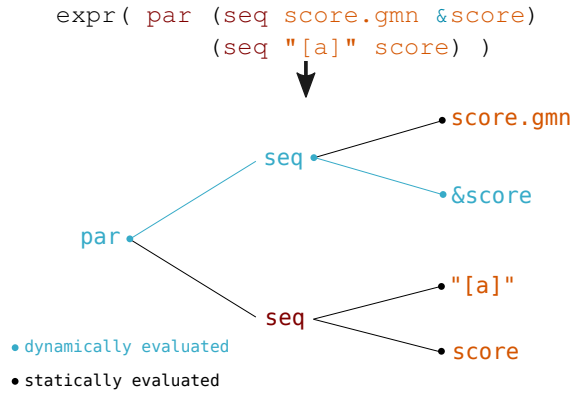 expr( par (seq score.gmn &score)
(seq "[a]" score) )
score.gmn
seq
&score
par
"[a]"
seq
score
dynamically evaluated
statically evaluated